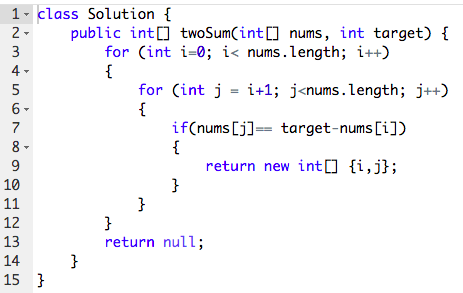 1 class Solution {
2     public int[] twoSum(int[] nums, int target) {
3         for (int i=0; i< nums.length; i++)
4         {
5             for (int j = i+1; j<nums.length; j++)
6             {
7                 if(nums[j]== target-nums[i])
8                 {
9                     return new int[] {i,j};
10                 }
11             }
12         }
13         return null;
14     }
15 }